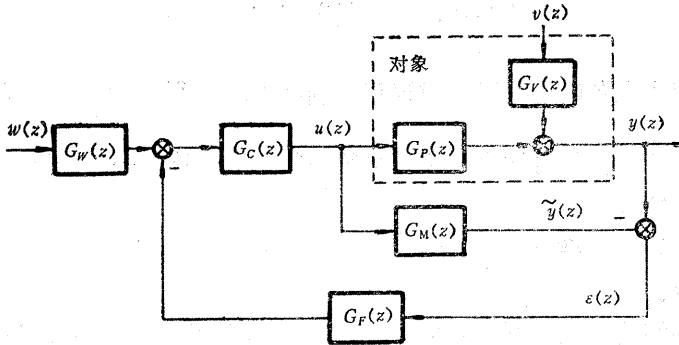 v(z)
对象
G_V(z)
w(z)
G_W(z)
-
G_C(z)
u(z)
G_P(z)
y(z)
G_M(z)
ỹ(z)
-
G_F(z)
ε(z)